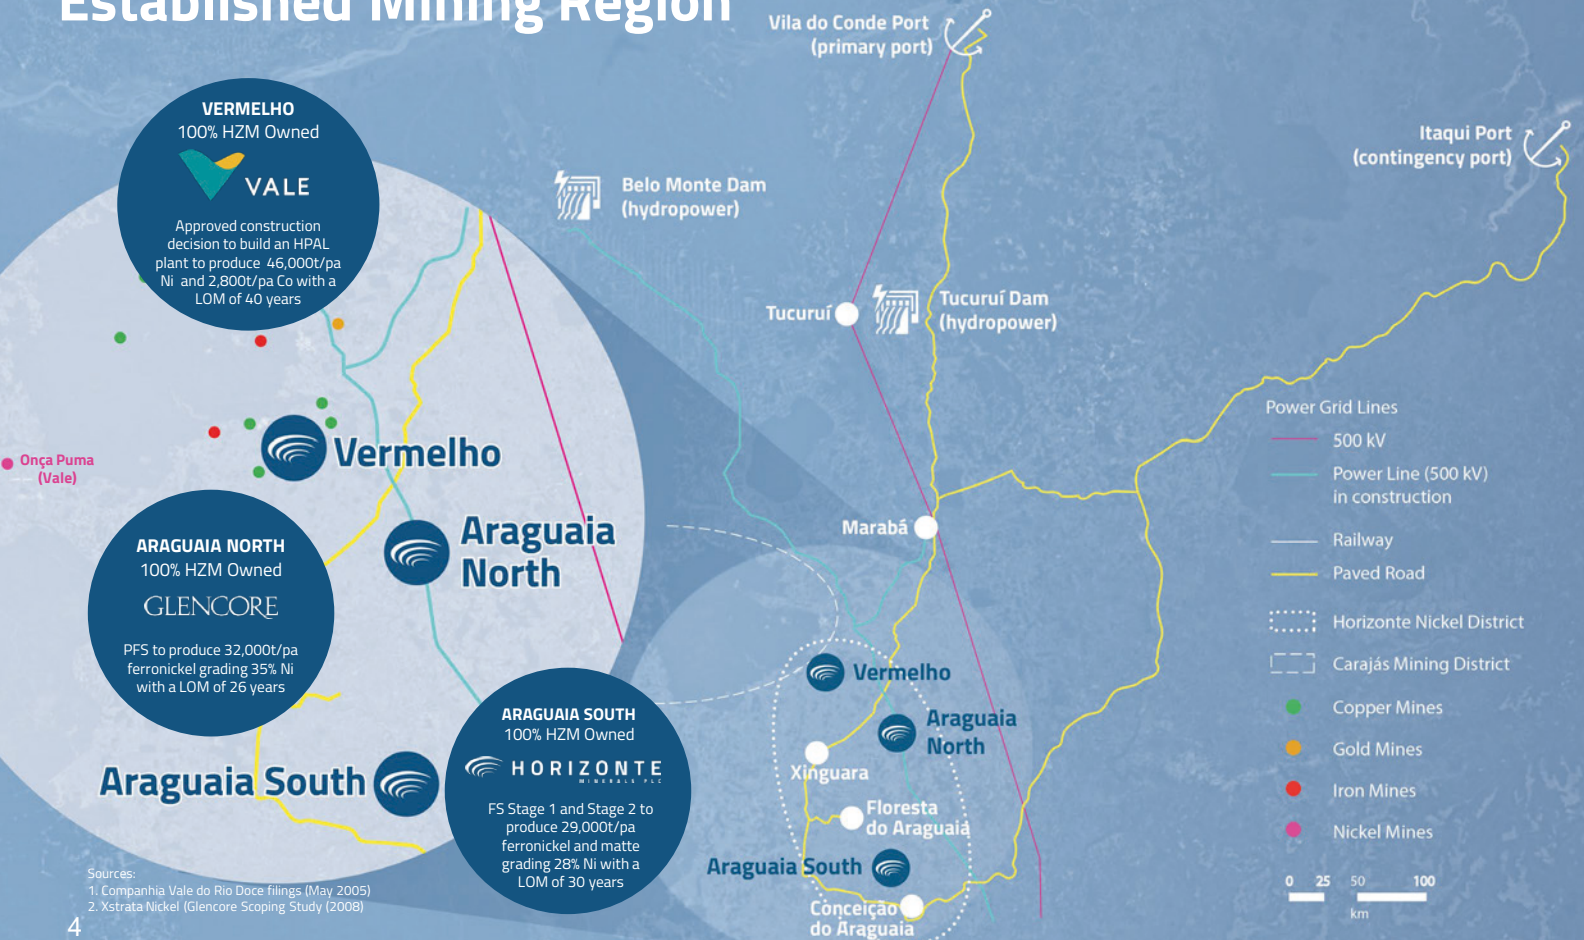 Established Mining Region
Vila do Conde Port
(primary port)
Itaqui Port
(contingency port)
VERMELHO
100% HZM Owned
VALE
Approved construction
decision to build an HPAL
plant to produce 46,000t/pa
Ni and 2,800t/pa Co with a
LOM of 40 years
Belo Monte Dam
(hydropower)
Tucuruí
Tucuruí Dam
(hydropower)
Onça Puma
(Vale)
Vermelho
Araguaia
North
Marabá
ARAGUAIA NORTH
100% HZM Owned
GLENCORE
PFS to produce 32,000t/pa
ferronickel grading 35% Ni
with a LOM of 26 years
Araguaia South
ARAGUAIA SOUTH
100% HZM Owned
HORIZONTE
MINERALS PLC
FS Stage 1 and Stage 2 to
produce 29,000t/pa
ferronickel and matte
grading 28% Ni with a
LOM of 30 years
Vermelho
Araguaia
North
Xinguara
Floresta
do Araguaia
Araguaia South
Conceição
do Araguaia
Power Grid Lines
500 kV
Power Line (500 kV)
in construction
Railway
Paved Road
Horizonte Nickel District
Carajás Mining District
Copper Mines
Gold Mines
Iron Mines
Nickel Mines
0 25 50 100
km
Sources:
1. Companhia Vale do Rio Doce filings (May 2005)
2. Xstrata Nickel (Glencore Scoping Study (2008)
4